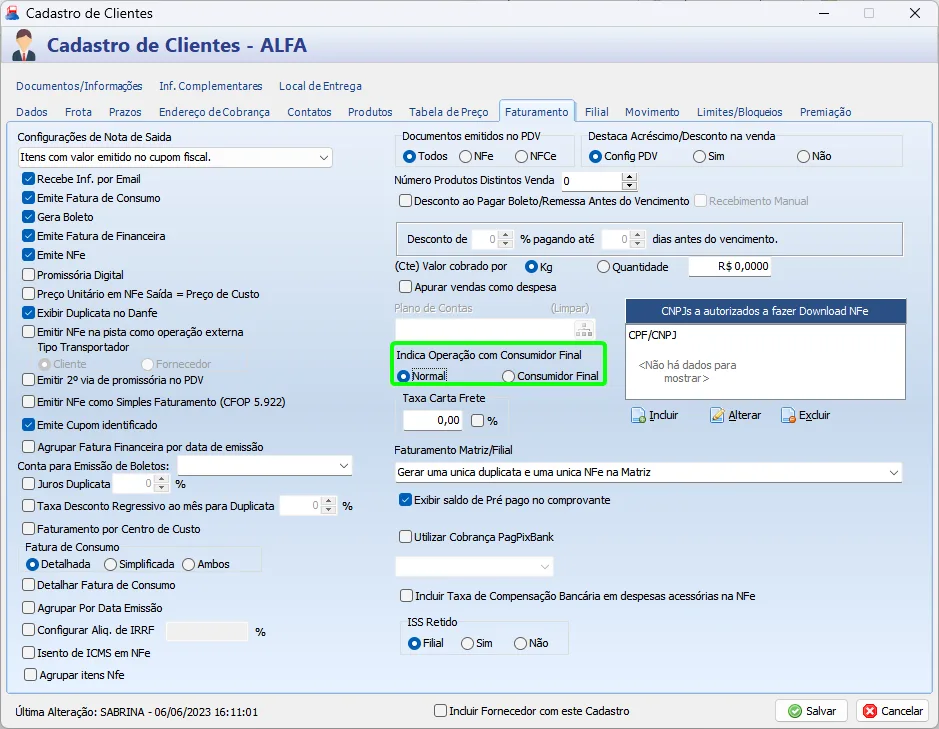 Cadastro de Clientes
Cadastro de Clientes - ALFA
Documentos/Informações Inf. Complementares Local de Entrega
Dados Frota Prazos Endereço de Cobrança Contatos Produtos Tabela de Preço Faturamento Filial Movimento Limites/Bloqueios Premiação
Configurações de Nota de Saida
Itens com valor emitido no cupom fiscal.
Recebe Inf. por Email
Emite Fatura de Consumo
Gera Boleto
Emite Fatura de Financeira
Emite NFe
Promissória Digital
Preço Unitário em NFe Saída = Preço de Custo
Exibir Duplicata no Danfe
Emitir NFe na pista como operação externa
Tipo Transportador
Cliente Fornecedor
Emitir 2º via de promissória no PDV
Emitir NFe como Simples Faturamento (CFOP 5.922)
Emite Cupom identificado
Agrupar Fatura Financeira por data de emissão
Conta para Emissão de Boletos:
Juros Duplicata 0 %
Taxa Desconto Regressivo ao mês para Duplicata 0 %
Faturamento por Centro de Custo
Fatura de Consumo
Detalhada Simplificada Ambos
Detalhar Fatura de Consumo
Agrupar Por Data Emissão
Configurar Aliq. de IRRF %
Isento de ICMS em NFe
Agrupar itens Nfe
Documentos emitidos no PDV
Todos NFe NFCe
Destaca Acréscimo/Desconto na venda
Config PDV Sim Não
Número Produtos Distintos Venda 0
Desconto ao Pagar Boleto/Remessa Antes do Vencimento Recebimento Manual
Desconto de 0 % pagando até 0 dias antes do vencimento.
(Cte) Valor cobrado por Kg Quantidade R$ 0,0000
Apurar vendas como despesa
Plano de Contas (Limpar)
Indica Operação com Consumidor Final
Normal Consumidor Final
Taxa Carta Frete
0,00 %
CNPJs a autorizados a fazer Download NFe
CPF/CNPJ
<Não há dados para
mostrar>
Incluir Alterar Excluir
Faturamento Matriz/Filial
Gerar uma unica duplicata e uma unica NFe na Matriz
Exibir saldo de Pré pago no comprovante
Utilizar Cobrança PagPixBank
Incluir Taxa de Compensação Bancária em despesas acessórias na NFe
ISS Retido
Filial Sim Não
Última Alteração: SABRINA - 06/06/2023 16:11:01
Incluir Fornecedor com este Cadastro
Salvar Cancelar